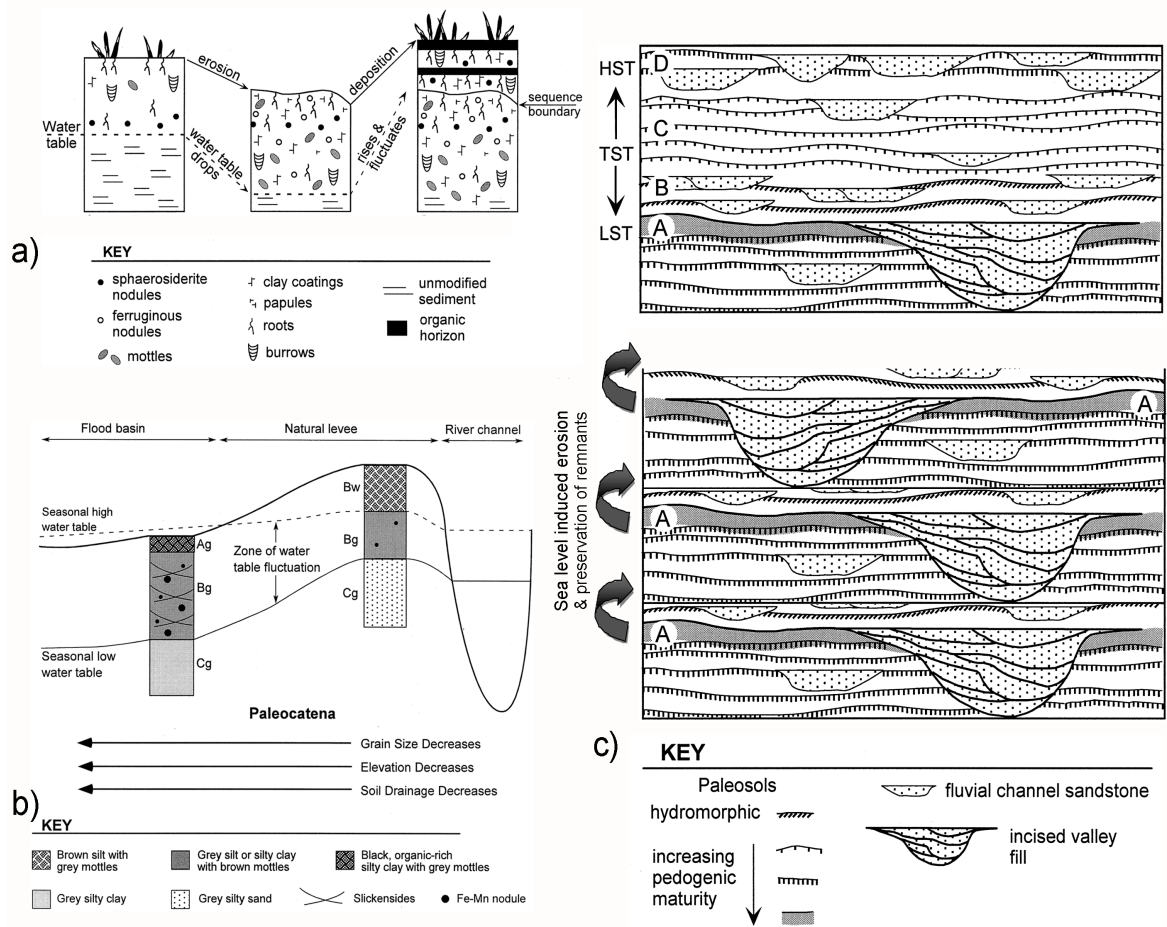 erosion
deposition
Water
table
water table
drops
rises &
fluctuates
sequence
boundary
a)
KEY
sphaerosiderite
nodules
ferruginous
nodules
mottles
clay coatings
papules
roots
burrows
unmodified
sediment
organic
horizon
Flood basin
Natural levee
River channel
Seasonal high
water table
Seasonal low
water table
Ag
Bg
Cg
Zone of water
table fluctuation
Bw
Bg
Cg
Paleocatena
Grain Size Decreases
Elevation Decreases
Soil Drainage Decreases
b)
KEY
Brown silt with
grey mottles
Grey silt or silty clay
with brown mottles
Black, organic-rich
silty clay with grey mottles
Grey silty clay
Grey silty sand
Slickensides
Fe-Mn nodule
HST
TST
LST
D
C
B
A
Sea level induced erosion
& preservation of remnants
A
A
A
c)
KEY
Paleosols
hydromorphic
increasing
pedogenic
maturity
fluvial channel sandstone
incised valley
fill